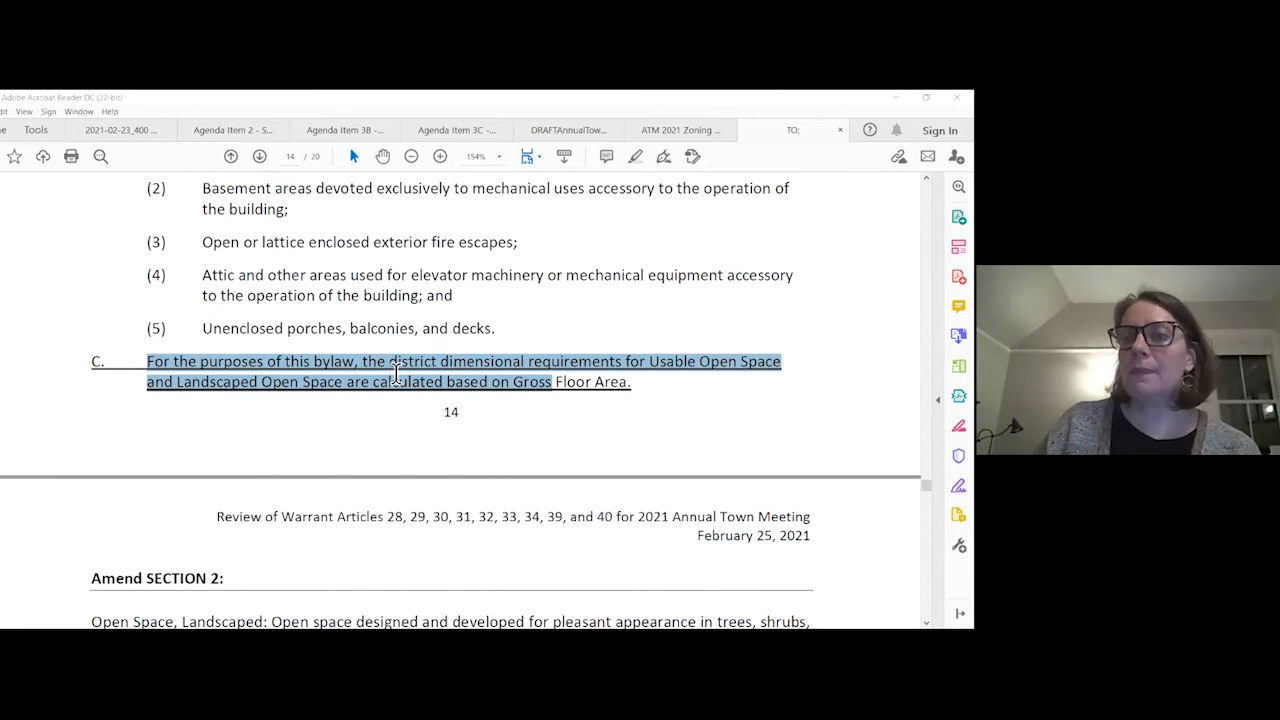 Adobe Acrobat Reader DC (32-bit)
dit View Sign Window Help
e Tools 2021-02-23_400 ... Agenda Item 2 - S... Agenda Item 3B -... Agenda Item 3C -... DRAFTAnnualTow... ATM 2021 Zoning ... TO: × Sign In
14 / 20 154%
(2) Basement areas devoted exclusively to mechanical uses accessory to the operation of
the building;
(3) Open or lattice enclosed exterior fire escapes;
(4) Attic and other areas used for elevator machinery or mechanical equipment accessory
to the operation of the building; and
(5) Unenclosed porches, balconies, and decks.
C. For the purposes of this bylaw, the district dimensional requirements for Usable Open Space
and Landscaped Open Space are calculated based on Gross Floor Area.
14
Review of Warrant Articles 28, 29, 30, 31, 32, 33, 34, 39, and 40 for 2021 Annual Town Meeting
February 25, 2021
Amend SECTION 2:
Open Space, Landscaped: Open space designed and developed for pleasant appearance in trees, shrubs,